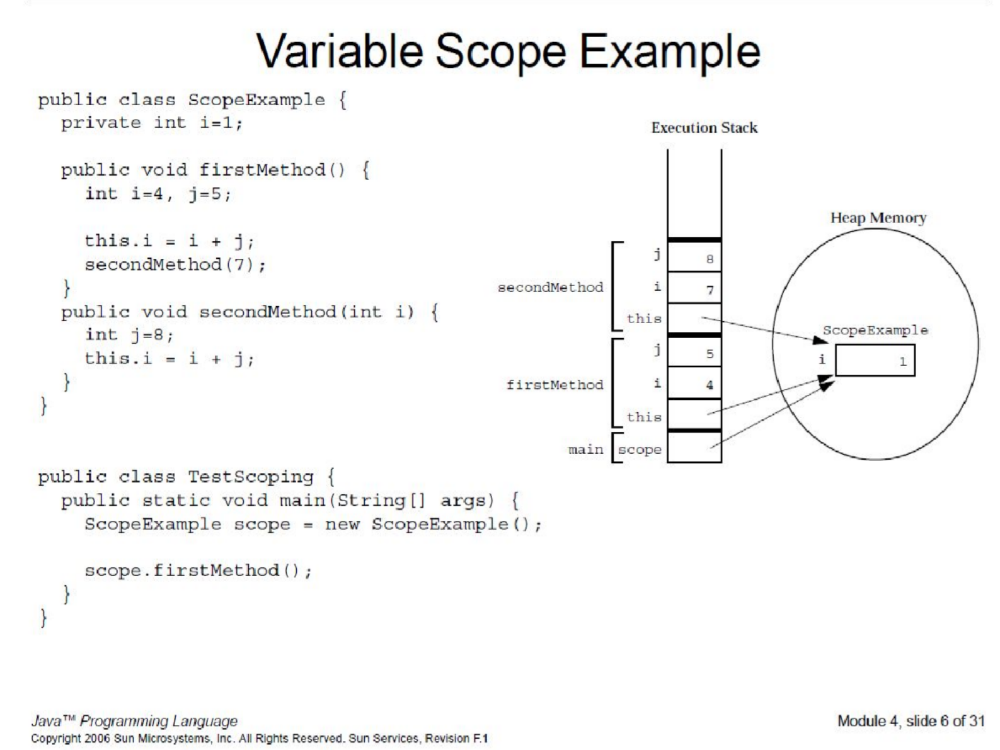 Variable Scope Example
public class ScopeExample {
private int i=1;
public void firstMethod() {
int i=4, j=5;
this.i = i + j;
secondMethod(7);
}
public void secondMethod(int i) {
int j=8;
this.i = i + j;
}
}
public class TestScoping {
public static void main(String[] args) {
ScopeExample scope = new ScopeExample();
scope.firstMethod();
}
}
Execution Stack
Heap Memory
secondMethod
j 8
i 7
this
firstMethod
j 5
i 4
this
main scope
ScopeExample
i 1
Java™ Programming Language
Copyright 2006 Sun Microsystems, Inc. All Rights Reserved. Sun Services, Revision F.1
Module 4, slide 6 of 31